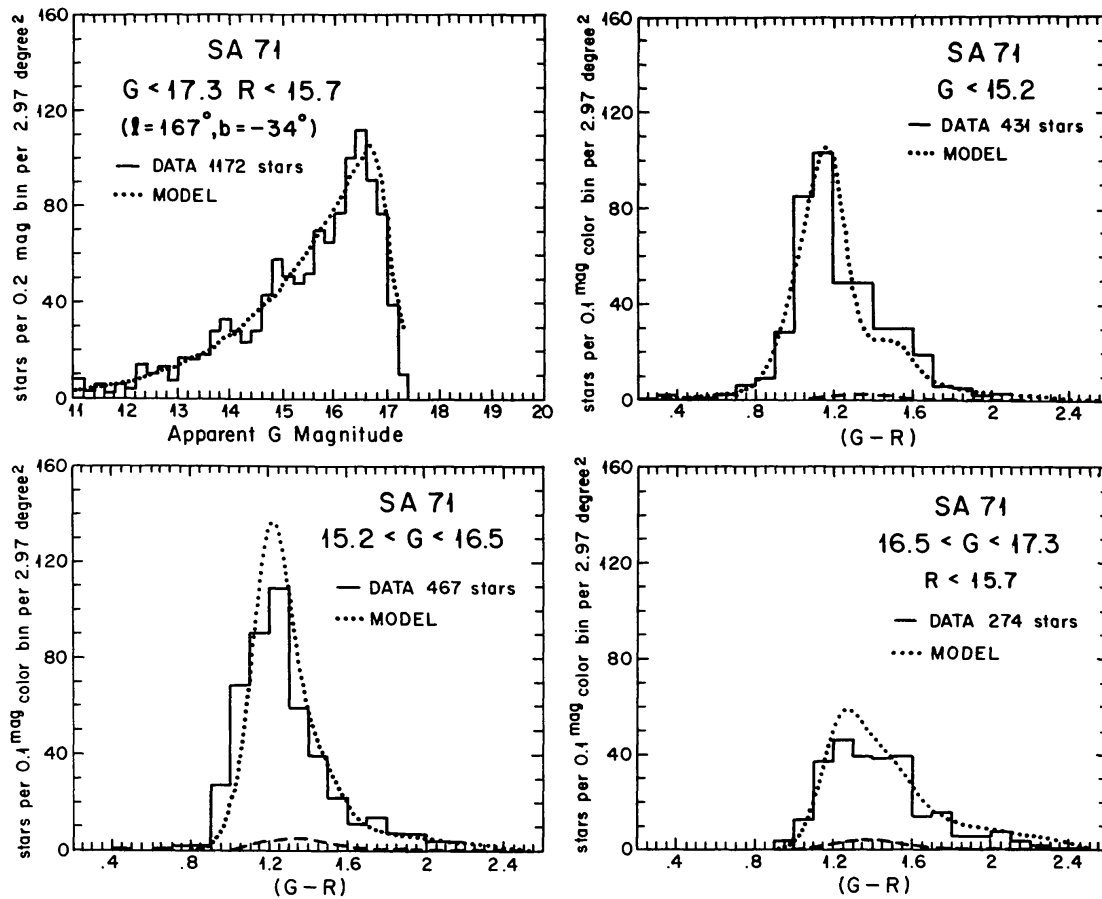 SA 71
G < 17.3 R < 15.7
(l=167°, b=-34°)
DATA 1172 stars
MODEL
stars per 0.2 mag bin per 2.97 degree²
160
120
80
40
0
11 12 13 14 15 16 17 18 19 20
Apparent G Magnitude
SA 71
G < 15.2
DATA 431 stars
MODEL
stars per 0.1 mag color bin per 2.97 degree²
160
120
80
40
0
.4 .8 1.2 1.6 2 2.4
(G-R)
SA 71
15.2 < G < 16.5
DATA 467 stars
MODEL
stars per 0.1 mag color bin per 2.97 degree²
160
120
80
40
0
.4 .8 1.2 1.6 2 2.4
(G-R)
SA 71
16.5 < G < 17.3
R < 15.7
DATA 274 stars
MODEL
stars per 0.1 mag color bin per 2.97 degree²
160
120
80
40
0
.4 .8 1.2 1.6 2 2.4
(G-R)